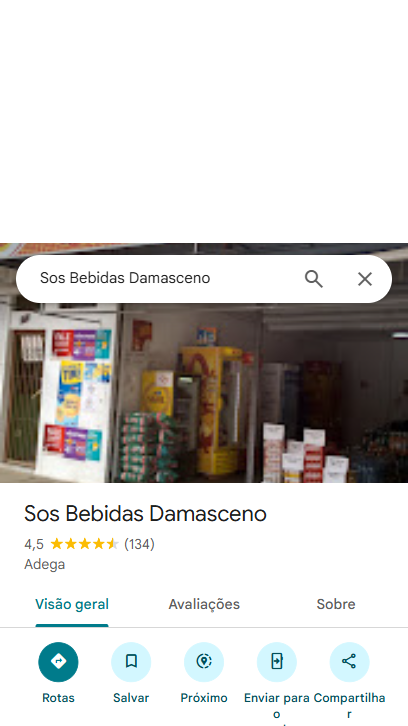 Sos Bebidas Damasceno
Sos Bebidas Damasceno
4,5 (134)
Adega
Visão geral Avaliações Sobre
Rotas Salvar Próximo Enviar para o Compartilhar